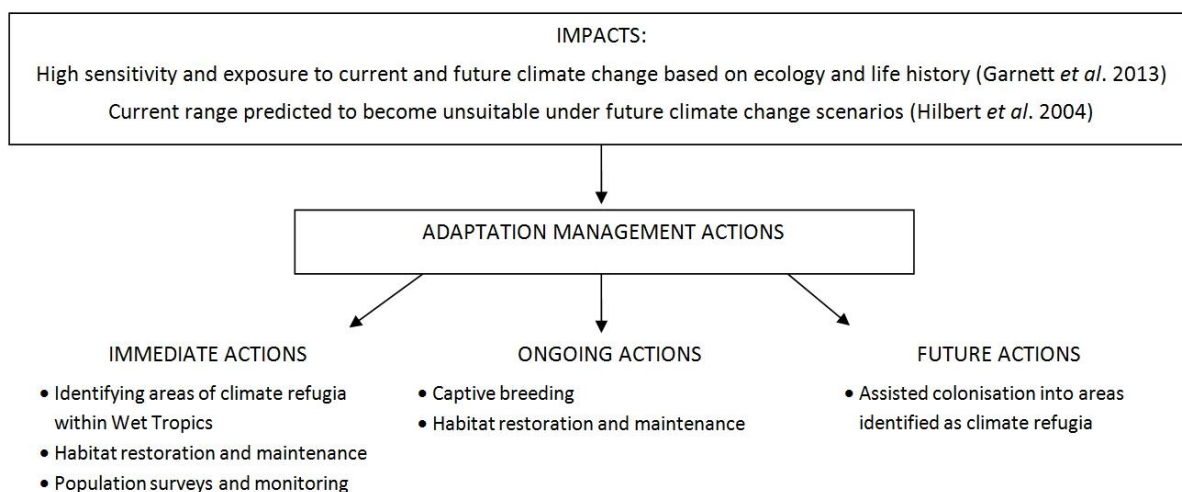 IMPACTS:
High sensitivity and exposure to current and future climate change based on ecology and life history (Garnett et al. 2013)
Current range predicted to become unsuitable under future climate change scenarios (Hilbert et al. 2004)
ADAPTATION MANAGEMENT ACTIONS
IMMEDIATE ACTIONS
• Identifying areas of climate refugia
within Wet Tropics
• Habitat restoration and maintenance
• Population surveys and monitoring
ONGOING ACTIONS
• Captive breeding
• Habitat restoration and maintenance
FUTURE ACTIONS
• Assisted colonisation into areas
identified as climate refugia